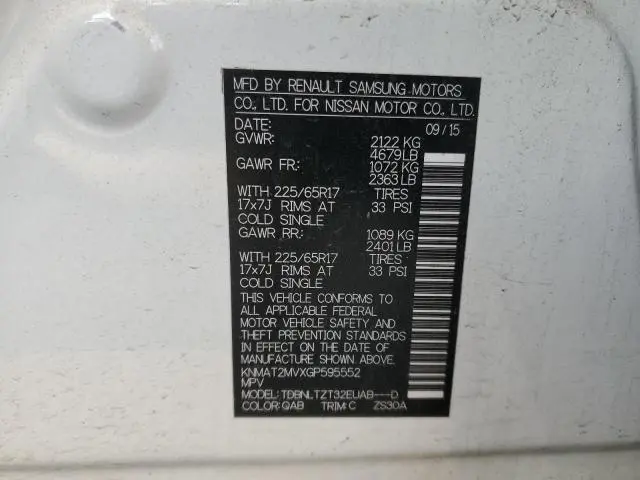 MFD BY RENAULT SAMSUNG MOTORS
CO., LTD. FOR NISSAN MOTOR CO., LTD.
DATE: 09/15
GVWR: 2122 KG
4679LB
GAWR FR.: 1072 KG
2363 LB
WITH 225/65R17 TIRES
17x7J RIMS AT 33 PSI
COLD SINGLE
GAWR RR.: 1089 KG
2401 LB
WITH 225/65R17 TIRES
17x7J RIMS AT 33 PSI
COLD SINGLE
THIS VEHICLE CONFORMS TO
ALL APPLICABLE FEDERAL
MOTOR VEHICLE SAFETY AND
THEFT PREVENTION STANDARDS
IN EFFECT ON THE DATE OF
MANUFACTURE SHOWN ABOVE.
KNMAT2MVXGP595552
MPV
MODEL: TDBNLTZT32EUAB---D
COLOR: QAB TRIM: C ZS30A